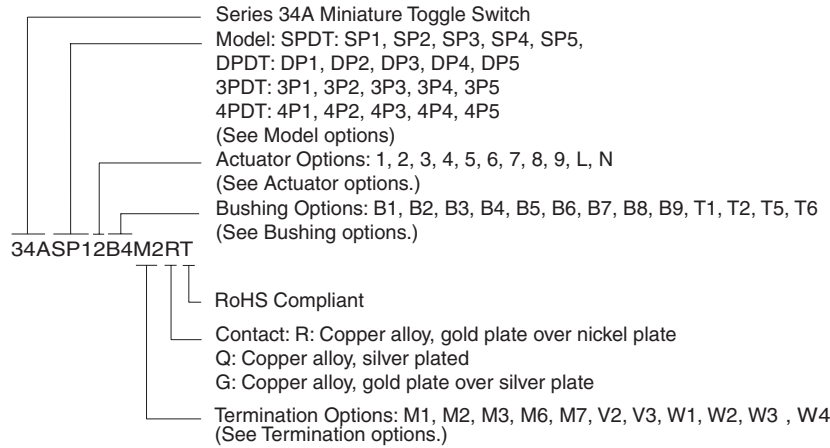 Series 34A Miniature Toggle Switch
Model: SPDT: SP1, SP2, SP3, SP4, SP5,
DPDT: DP1, DP2, DP3, DP4, DP5
3PDT: 3P1, 3P2, 3P3, 3P4, 3P5
4PDT: 4P1, 4P2, 4P3, 4P4, 4P5
(See Model options)
Actuator Options: 1, 2, 3, 4, 5, 6, 7, 8, 9, L, N
(See Actuator options.)
Bushing Options: B1, B2, B3, B4, B5, B6, B7, B8, B9, T1, T2, T5, T6
(See Bushing options.)
34ASP12B4M2RT
RoHS Compliant
Contact: R: Copper alloy, gold plate over nickel plate
Q: Copper alloy, silver plated
G: Copper alloy, gold plate over silver plate
Termination Options: M1, M2, M3, M6, M7, V2, V3, W1, W2, W3 , W4
(See Termination options.)